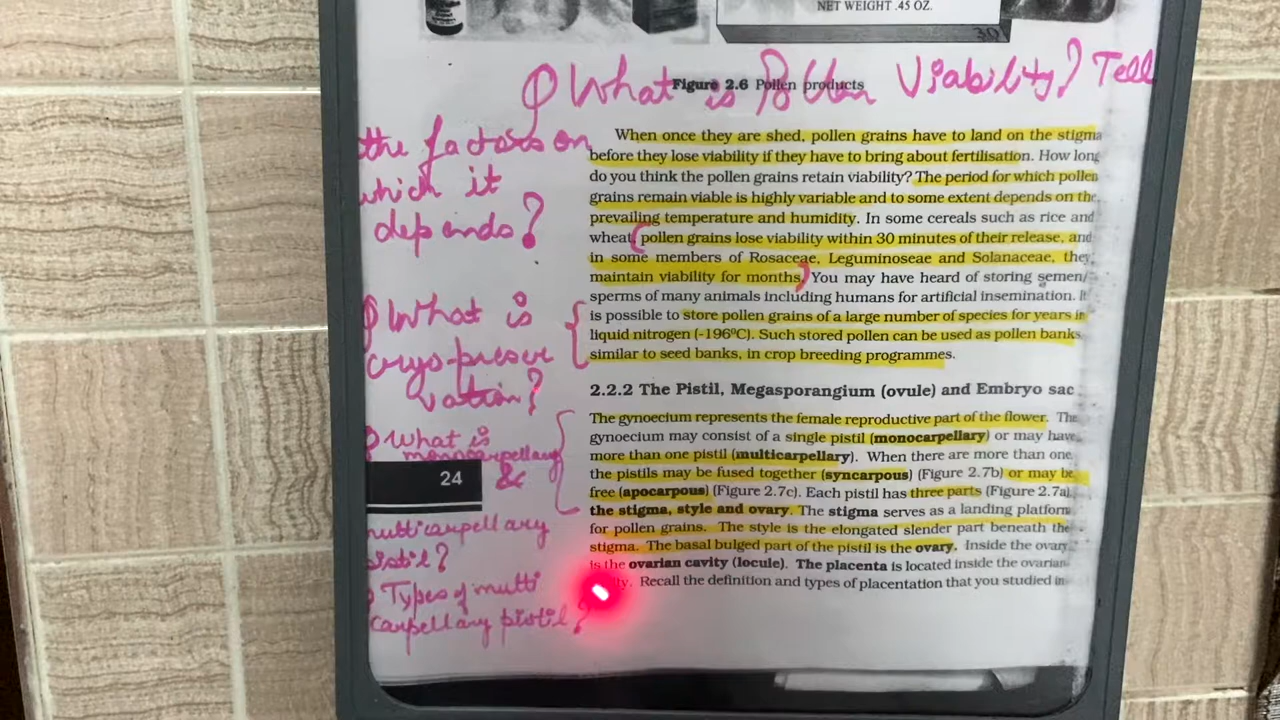 NET WEIGHT .45 OZ.
30
Figure 2.6 Pollen products
Q What is Pollen Viability? Tell
the factors on
which it
depends?
When once they are shed, pollen grains have to land on the stigma
before they lose viability if they have to bring about fertilisation. How long
do you think the pollen grains retain viability? The period for which pollen
grains remain viable is highly variable and to some extent depends on the
prevailing temperature and humidity. In some cereals such as rice and
wheat, pollen grains lose viability within 30 minutes of their release, and
in some members of Rosaceae, Leguminoseae and Solanaceae, they
maintain viability for months. You may have heard of storing semen/
sperms of many animals including humans for artificial insemination. It
is possible to store pollen grains of a large number of species for years in
liquid nitrogen (-196ºC). Such stored pollen can be used as pollen banks,
similar to seed banks, in crop breeding programmes.
Q What is
cryo-preser
vation?
2.2.2 The Pistil, Megasporangium (ovule) and Embryo sac
The gynoecium represents the female reproductive part of the flower. The
gynoecium may consist of a single pistil (monocarpellary) or may have
more than one pistil (multicarpellary). When there are more than one,
the pistils may be fused together (syncarpous) (Figure 2.7b) or may be
free (apocarpous) (Figure 2.7c). Each pistil has three parts (Figure 2.7a),
the stigma, style and ovary. The stigma serves as a landing platform
for pollen grains. The style is the elongated slender part beneath the
stigma. The basal bulged part of the pistil is the ovary. Inside the ovary
is the ovarian cavity (locule). The placenta is located inside the ovarian
Recall the definition and types of placentation that you studied in
Q What is
monocarpellary
&
24
multicarpellary
pistil?
Types of multi
carpellary pistil?